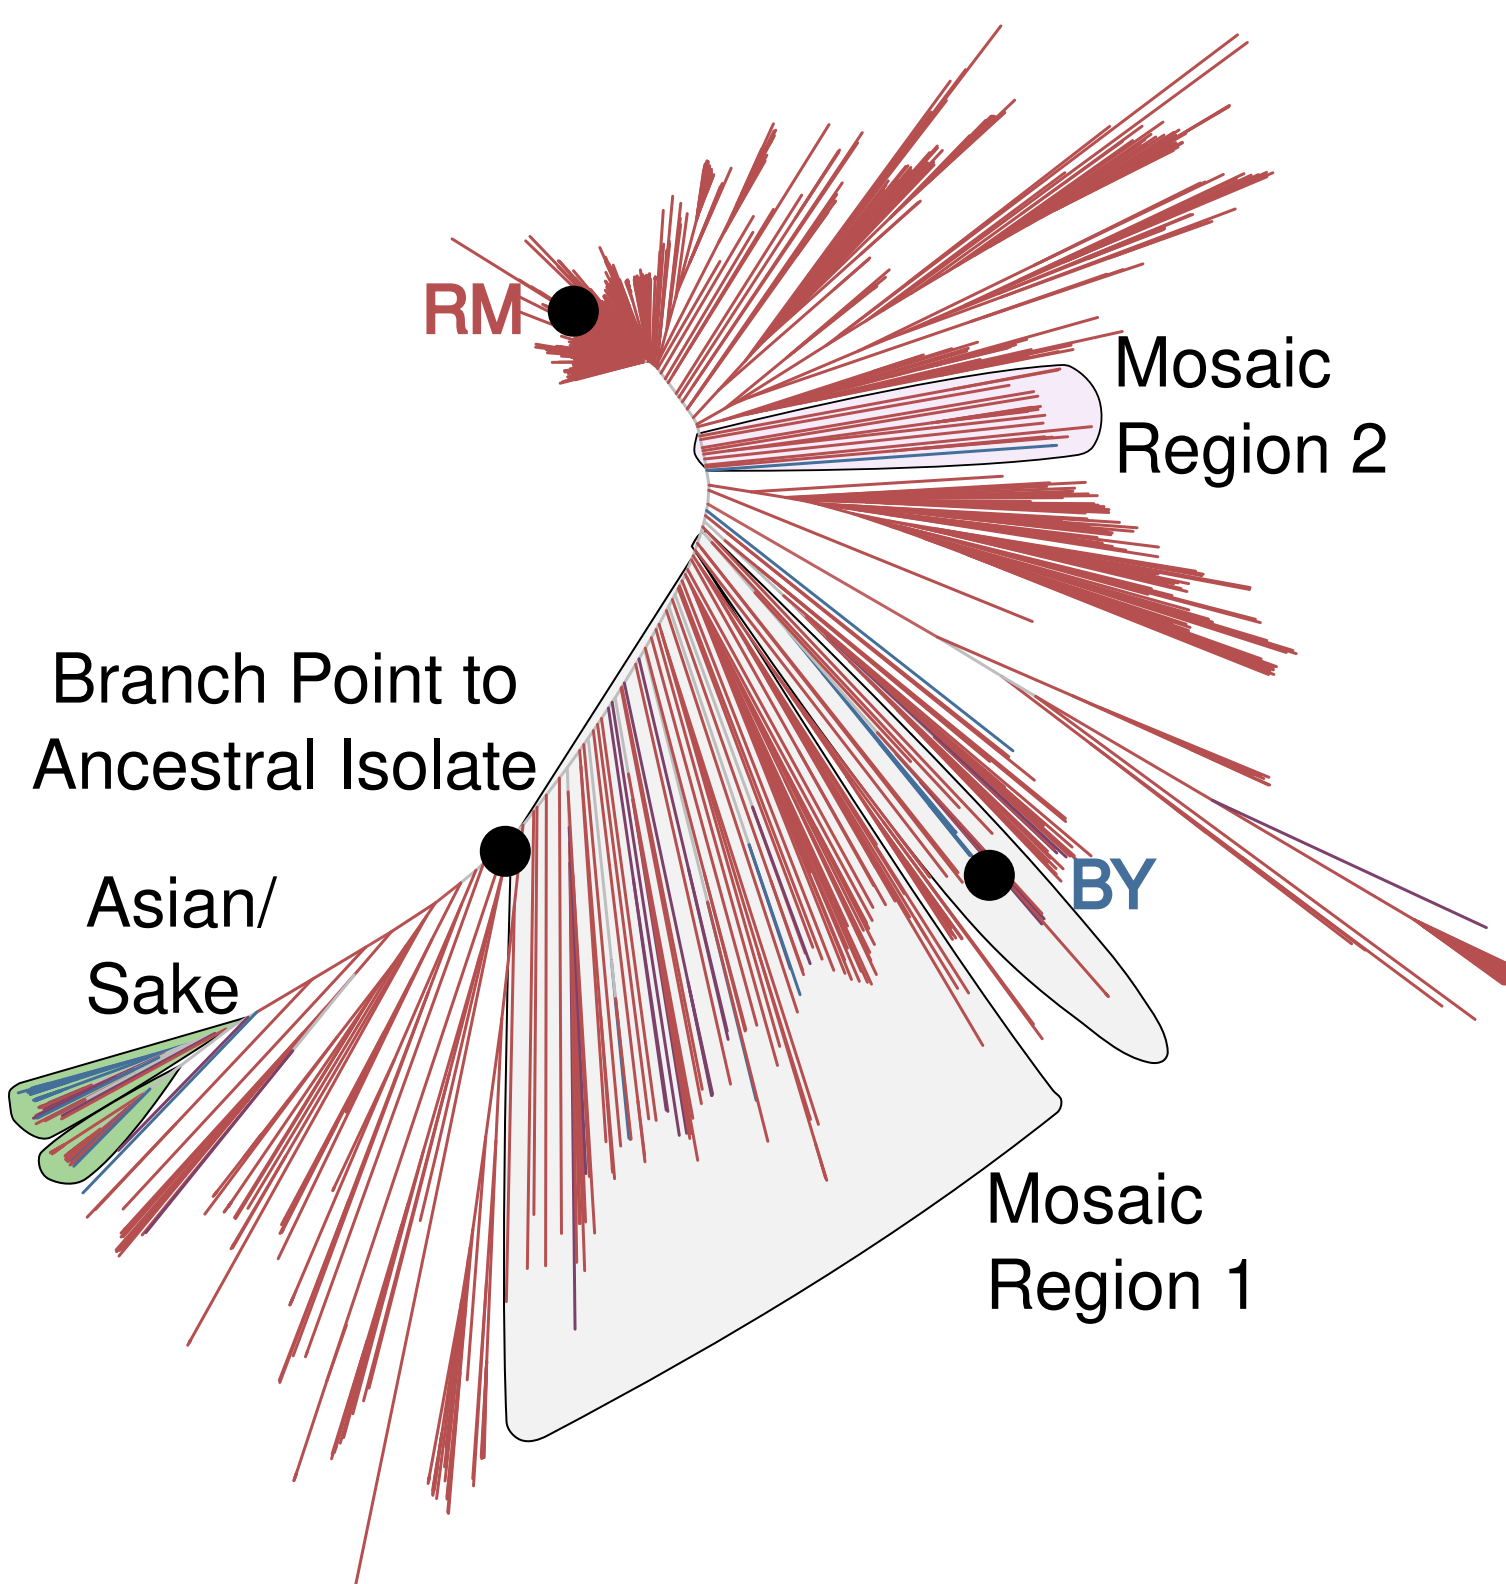 RM
Mosaic
Region 2
Branch Point to
Ancestral Isolate
BY
Asian/
Sake
Mosaic
Region 1